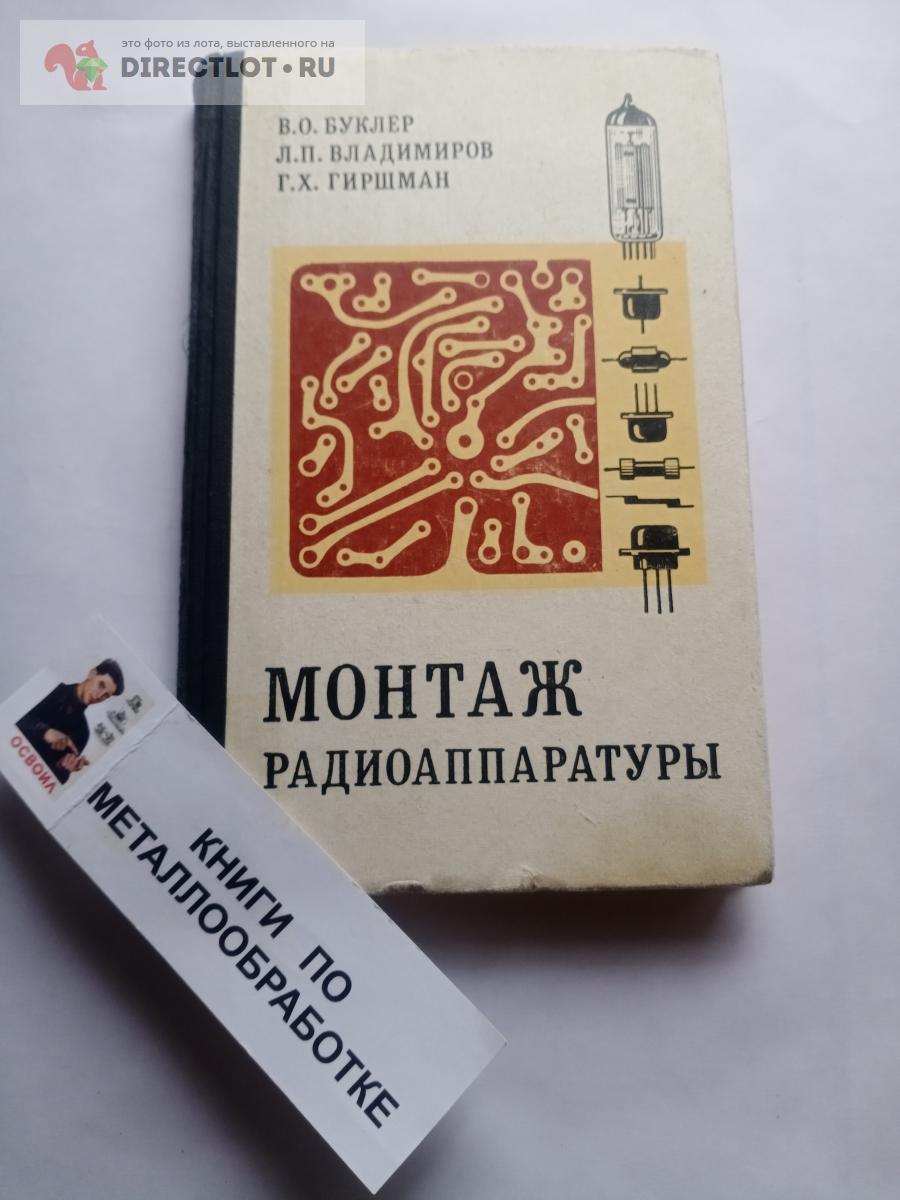 это фото из лота, выставленного на
DIRECTLOT•RU
В.О. БУКЛЕР
Л.П. ВЛАДИМИРОВ
Г.Х. ГИРШМАН
МОНТАЖ
РАДИОАППАРАТУРЫ
ОСВОИЛ
КНИГИ ПО
МЕТАЛЛООБРАБОТКЕ